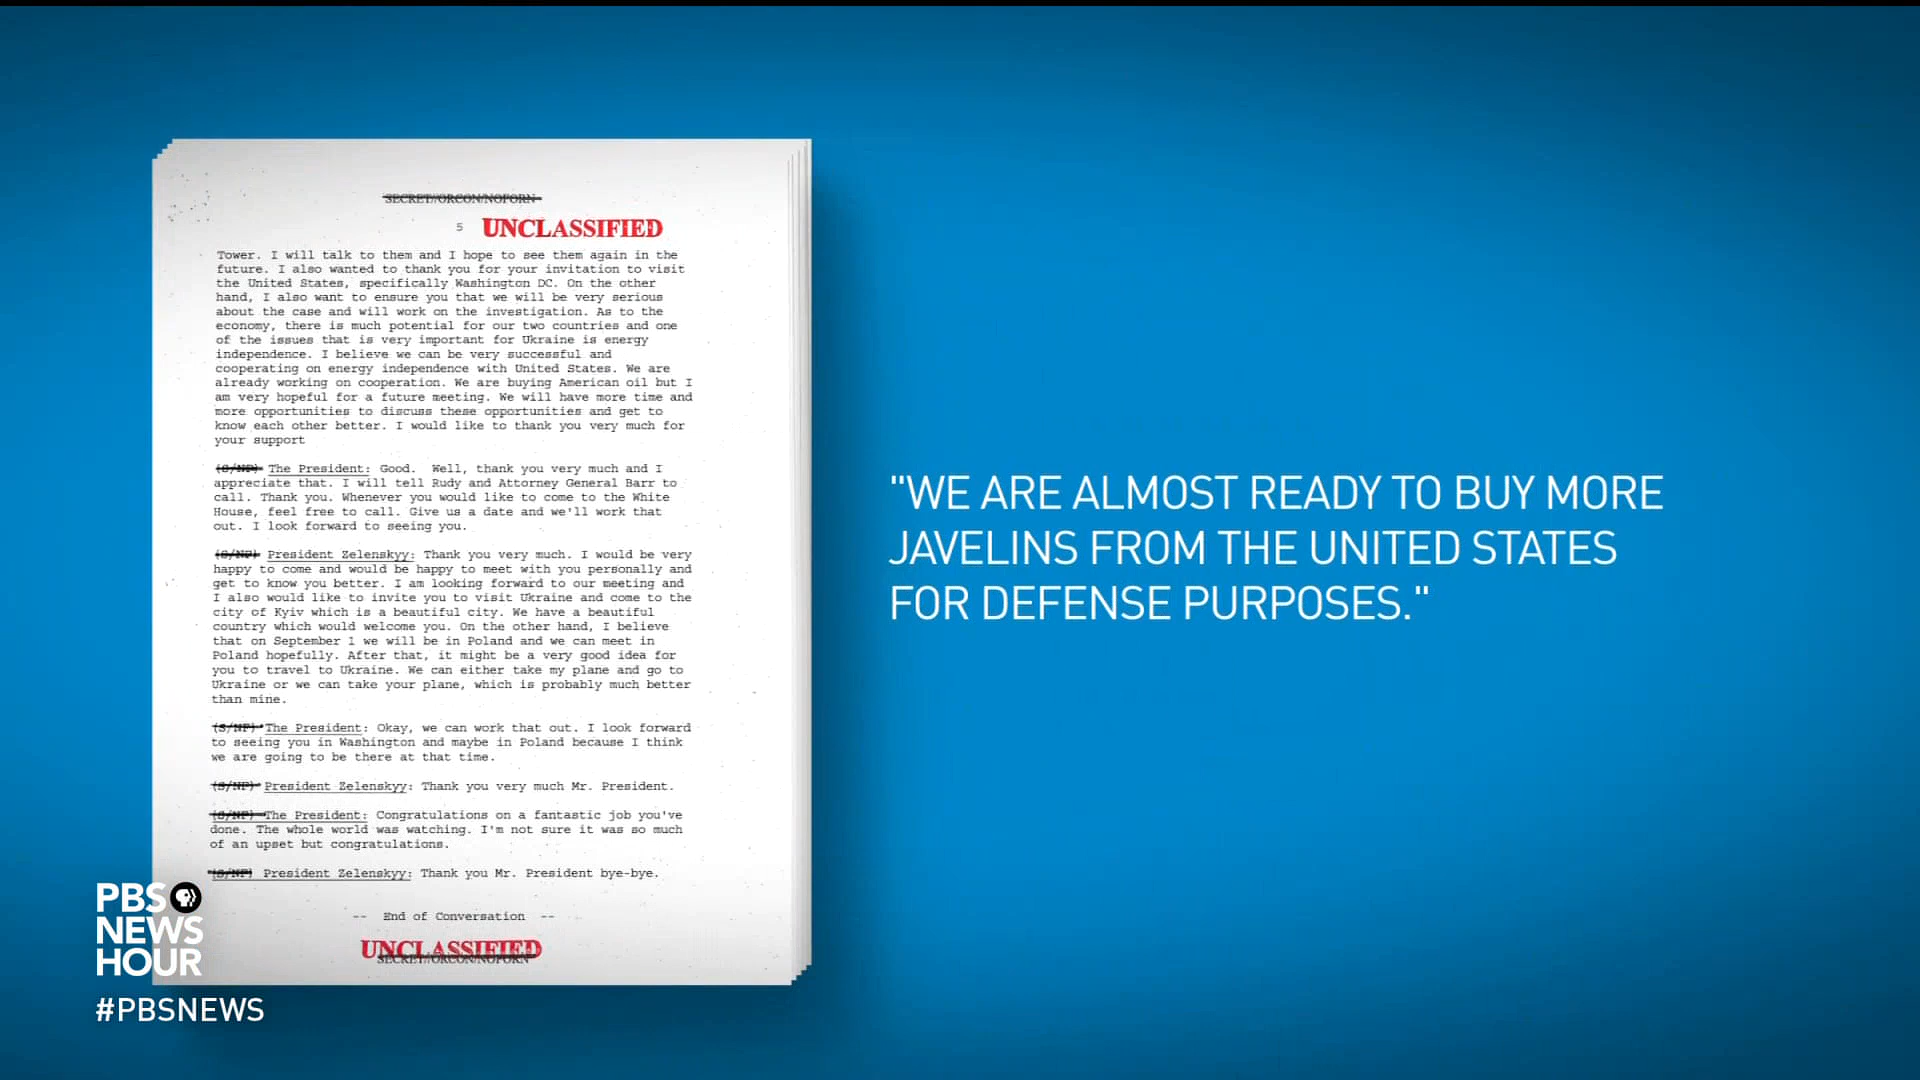 SECRET//ORCON/NOFORN
5 UNCLASSIFIED
Tower. I will talk to them and I hope to see them again in the
future. I also wanted to thank you for your invitation to visit
the United States, specifically Washington DC. On the other
hand, I also want to ensure you that we will be very serious
about the case and will work on the investigation. As to the
economy, there is much potential for our two countries and one
of the issues that is very important for Ukraine is energy
independence. I believe we can be very successful and
cooperating on energy independence with United States. We are
already working on cooperation. We are buying American oil but I
am very hopeful for a future meeting. We will have more time and
more opportunities to discuss these opportunities and get to
know each other better. I would like to thank you very much for
your support
(S/NF) The President: Good. Well, thank you very much and I
appreciate that. I will tell Rudy and Attorney General Barr to
call. Thank you. Whenever you would like to come to the White
House, feel free to call. Give us a date and we'll work that
out. I look forward to seeing you.
(S/NF) President Zelenskyy: Thank you very much. I would be very
happy to come and would be happy to meet with you personally and
get to know you better. I am looking forward to our meeting and
I also would like to invite you to visit Ukraine and come to the
city of Kyiv which is a beautiful city. We have a beautiful
country which would welcome you. On the other hand, I believe
that on September 1 we will be in Poland and we can meet in
Poland hopefully. After that, it might be a very good idea for
you to travel to Ukraine. We can either take my plane and go to
Ukraine or we can take your plane, which is probably much better
than mine.
(S/NF) The President: Okay, we can work that out. I look forward
to seeing you in Washington and maybe in Poland because I think
we are going to be there at that time.
(S/NF) President Zelenskyy: Thank you very much Mr. President.
(S/NF) The President: Congratulations on a fantastic job you've
done. The whole world was watching. I'm not sure it was so much
of an upset but congratulations.
(S/NF) President Zelenskyy: Thank you Mr. President bye-bye.
-- End of Conversation --
UNCLASSIFIED
SECRET//ORCON/NOFORN
"WE ARE ALMOST READY TO BUY MORE
JAVELINS FROM THE UNITED STATES
FOR DEFENSE PURPOSES."
PBS
NEWS
HOUR
#PBSNEWS